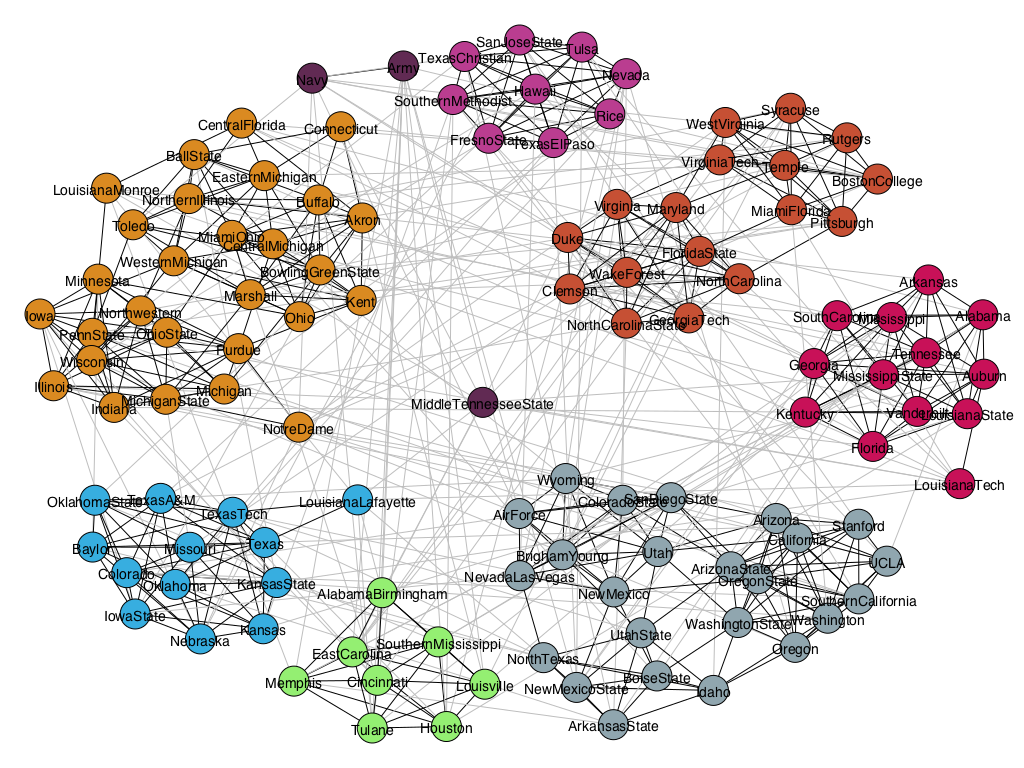 SanJoseState
TexasChristian
Tulsa
Army
Navy
Nevada
Hawaii
SouthernMethodist
Rice
FresnoState
TexasElPaso
Syracuse
WestVirginia
Rutgers
VirginiaTech
Temple
BostonCollege
MiamiFlorida
Pittsburgh
CentralFlorida
Connecticut
BallState
EasternMichigan
LouisianaMonroe
NorthernIllinois
Buffalo
Akron
Toledo
MiamiOhio
CentralMichigan
WesternMichigan
BowlingGreenState
Minnesota
Marshall
Kent
Iowa
Northwestern
Ohio
PennState
OhioState
Wisconsin
Purdue
Illinois
Michigan
Indiana
MichiganState
NotreDame
Virginia
Maryland
Duke
FloridaState
WakeForest
NorthCarolina
Clemson
NorthCarolinaState
GeorgiaTech
Arkansas
SouthCarolina
Mississippi
Alabama
Tennessee
Georgia
MississippiState
Auburn
Kentucky
Vanderbilt
LouisianaState
Florida
LouisianaTech
MiddleTennesseeState
OklahomaState
TexasA&M
TexasTech
LouisianaLafayette
Baylor
Missouri
Texas
Colorado
Oklahoma
KansasState
IowaState
Nebraska
Kansas
AlabamaBirmingham
SouthernMississippi
EastCarolina
Memphis
Cincinnati
Louisville
Tulane
Houston
Wyoming
ColoradoState
SanDiegoState
AirForce
BrighamYoung
Utah
NevadaLasVegas
NewMexico
Arizona
Stanford
California
ArizonaState
OregonState
UCLA
SouthernCalifornia
WashingtonState
Washington
Oregon
UtahState
NorthTexas
NewMexicoState
BoiseState
Idaho
ArkansasState